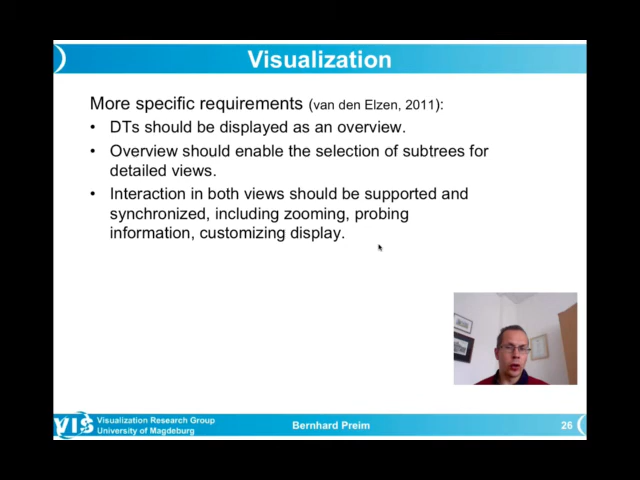 Visualization
More specific requirements (van den Elzen, 2011):
• DTs should be displayed as an overview.
• Overview should enable the selection of subtrees for
detailed views.
• Interaction in both views should be supported and
synchronized, including zooming, probing
information, customizing display.
VIS
Visualization Research Group
University of Magdeburg
Bernhard Preim
26